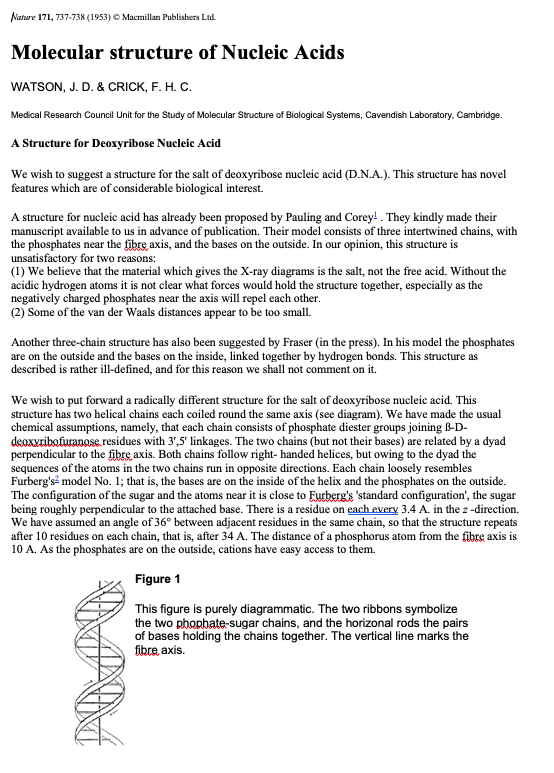 Nature 171, 737-738 (1953) © Macmillan Publishers Ltd.
Molecular structure of Nucleic Acids
WATSON, J. D. & CRICK, F. H. C.
Medical Research Council Unit for the Study of Molecular Structure of Biological Systems, Cavendish Laboratory, Cambridge.
A Structure for Deoxyribose Nucleic Acid
We wish to suggest a structure for the salt of deoxyribose nucleic acid (D.N.A.). This structure has novel
features which are of considerable biological interest.
A structure for nucleic acid has already been proposed by Pauling and Corey1 . They kindly made their
manuscript available to us in advance of publication. Their model consists of three intertwined chains, with
the phosphates near the fibre axis, and the bases on the outside. In our opinion, this structure is
unsatisfactory for two reasons:
(1) We believe that the material which gives the X-ray diagrams is the salt, not the free acid. Without the
acidic hydrogen atoms it is not clear what forces would hold the structure together, especially as the
negatively charged phosphates near the axis will repel each other.
(2) Some of the van der Waals distances appear to be too small.
Another three-chain structure has also been suggested by Fraser (in the press). In his model the phosphates
are on the outside and the bases on the inside, linked together by hydrogen bonds. This structure as
described is rather ill-defined, and for this reason we shall not comment on it.
We wish to put forward a radically different structure for the salt of deoxyribose nucleic acid. This
structure has two helical chains each coiled round the same axis (see diagram). We have made the usual
chemical assumptions, namely, that each chain consists of phosphate diester groups joining ß-D-
deoxyribofuranose residues with 3',5' linkages. The two chains (but not their bases) are related by a dyad
perpendicular to the fibre axis. Both chains follow right- handed helices, but owing to the dyad the
sequences of the atoms in the two chains run in opposite directions. Each chain loosely resembles
Furberg's2 model No. 1; that is, the bases are on the inside of the helix and the phosphates on the outside.
The configuration of the sugar and the atoms near it is close to Furberg's 'standard configuration', the sugar
being roughly perpendicular to the attached base. There is a residue on each every 3.4 A. in the z -direction.
We have assumed an angle of 36° between adjacent residues in the same chain, so that the structure repeats
after 10 residues on each chain, that is, after 34 A. The distance of a phosphorus atom from the fibre axis is
10 A. As the phosphates are on the outside, cations have easy access to them.
Figure 1
This figure is purely diagrammatic. The two ribbons symbolize
the two phophate-sugar chains, and the horizonal rods the pairs
of bases holding the chains together. The vertical line marks the
fibre axis.